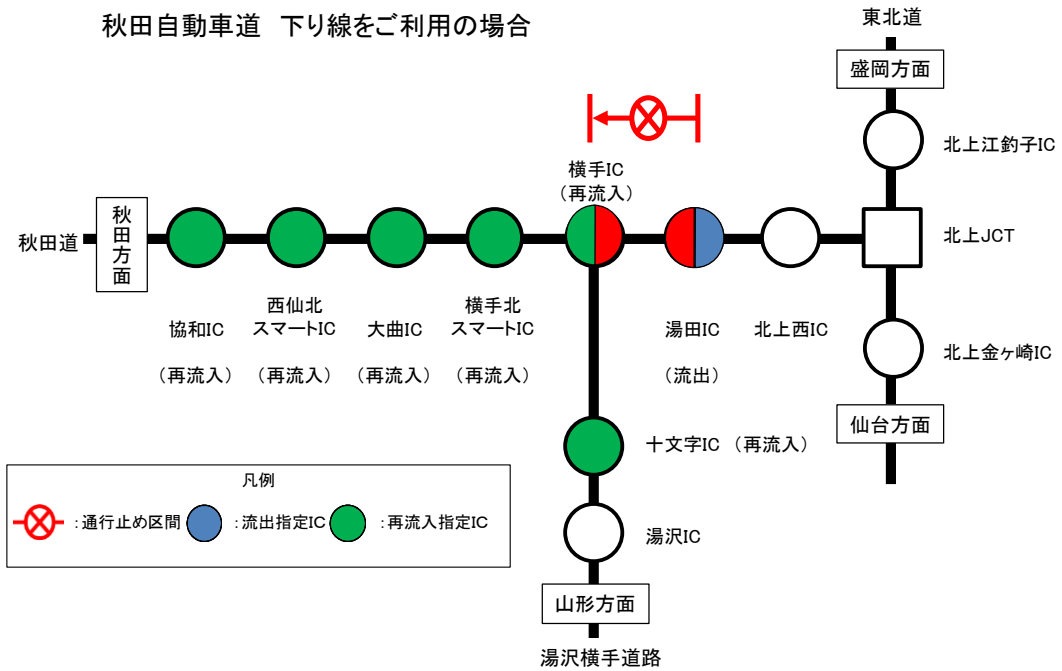 秋田自動車道 下り線をご利用の場合
東北道
盛岡方面
北上江釣子IC
横手IC
（再流入）
秋田道
秋田方面
北上JCT
協和IC
（再流入）
西仙北
スマートIC
（再流入）
大曲IC
（再流入）
横手北
スマートIC
（再流入）
湯田IC
（流出）
北上西IC
北上金ヶ崎IC
仙台方面
十文字IC （再流入）
凡例
：通行止め区間
：流出指定IC
：再流入指定IC
湯沢IC
山形方面
湯沢横手道路